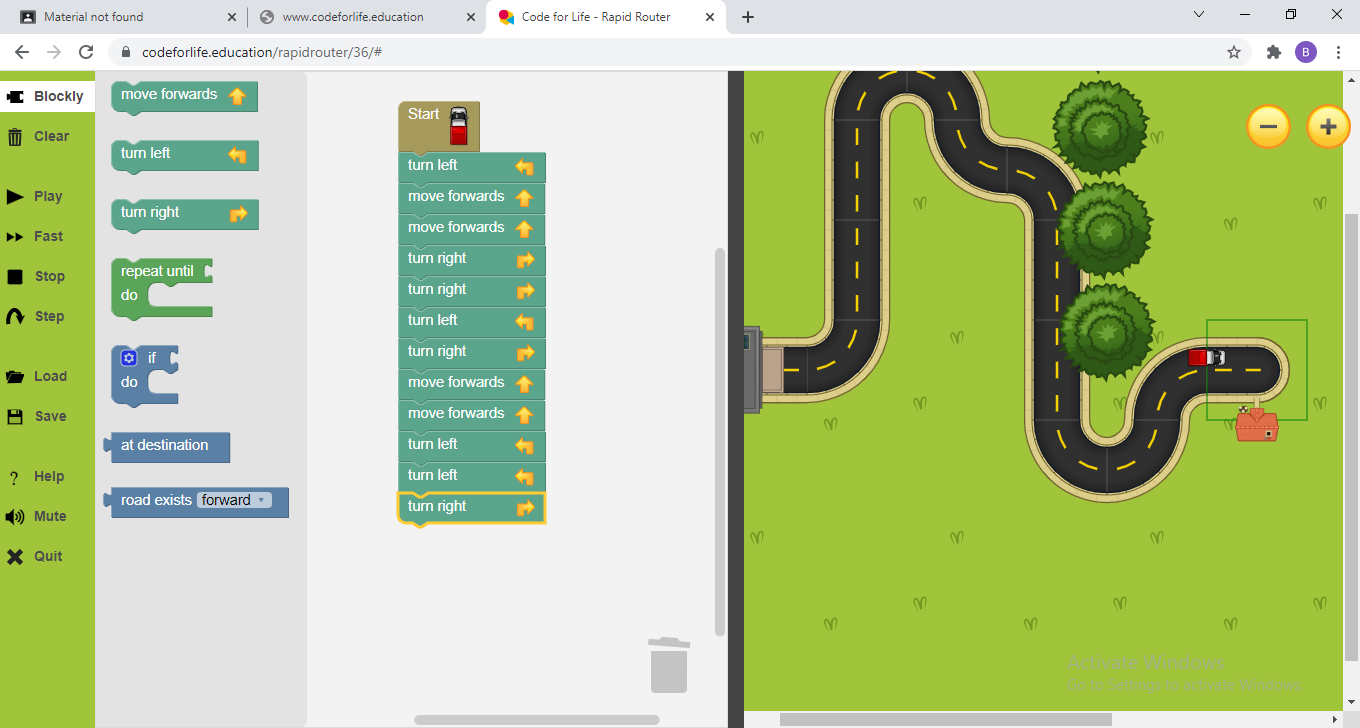 Material not found
www.codeforlife.education
Code for Life - Rapid Router
codeforlife.education/rapidrouter/36/#
B
Blockly
Clear
Play
Fast
Stop
Step
Load
Save
Help
Mute
Quit
move forwards
turn left
turn right
repeat until
do
if
do
at destination
road exists forward
Start
turn left
move forwards
move forwards
turn right
turn right
turn left
turn right
move forwards
move forwards
turn left
turn left
turn right
Activate Windows
Go to Settings to activate Windows.